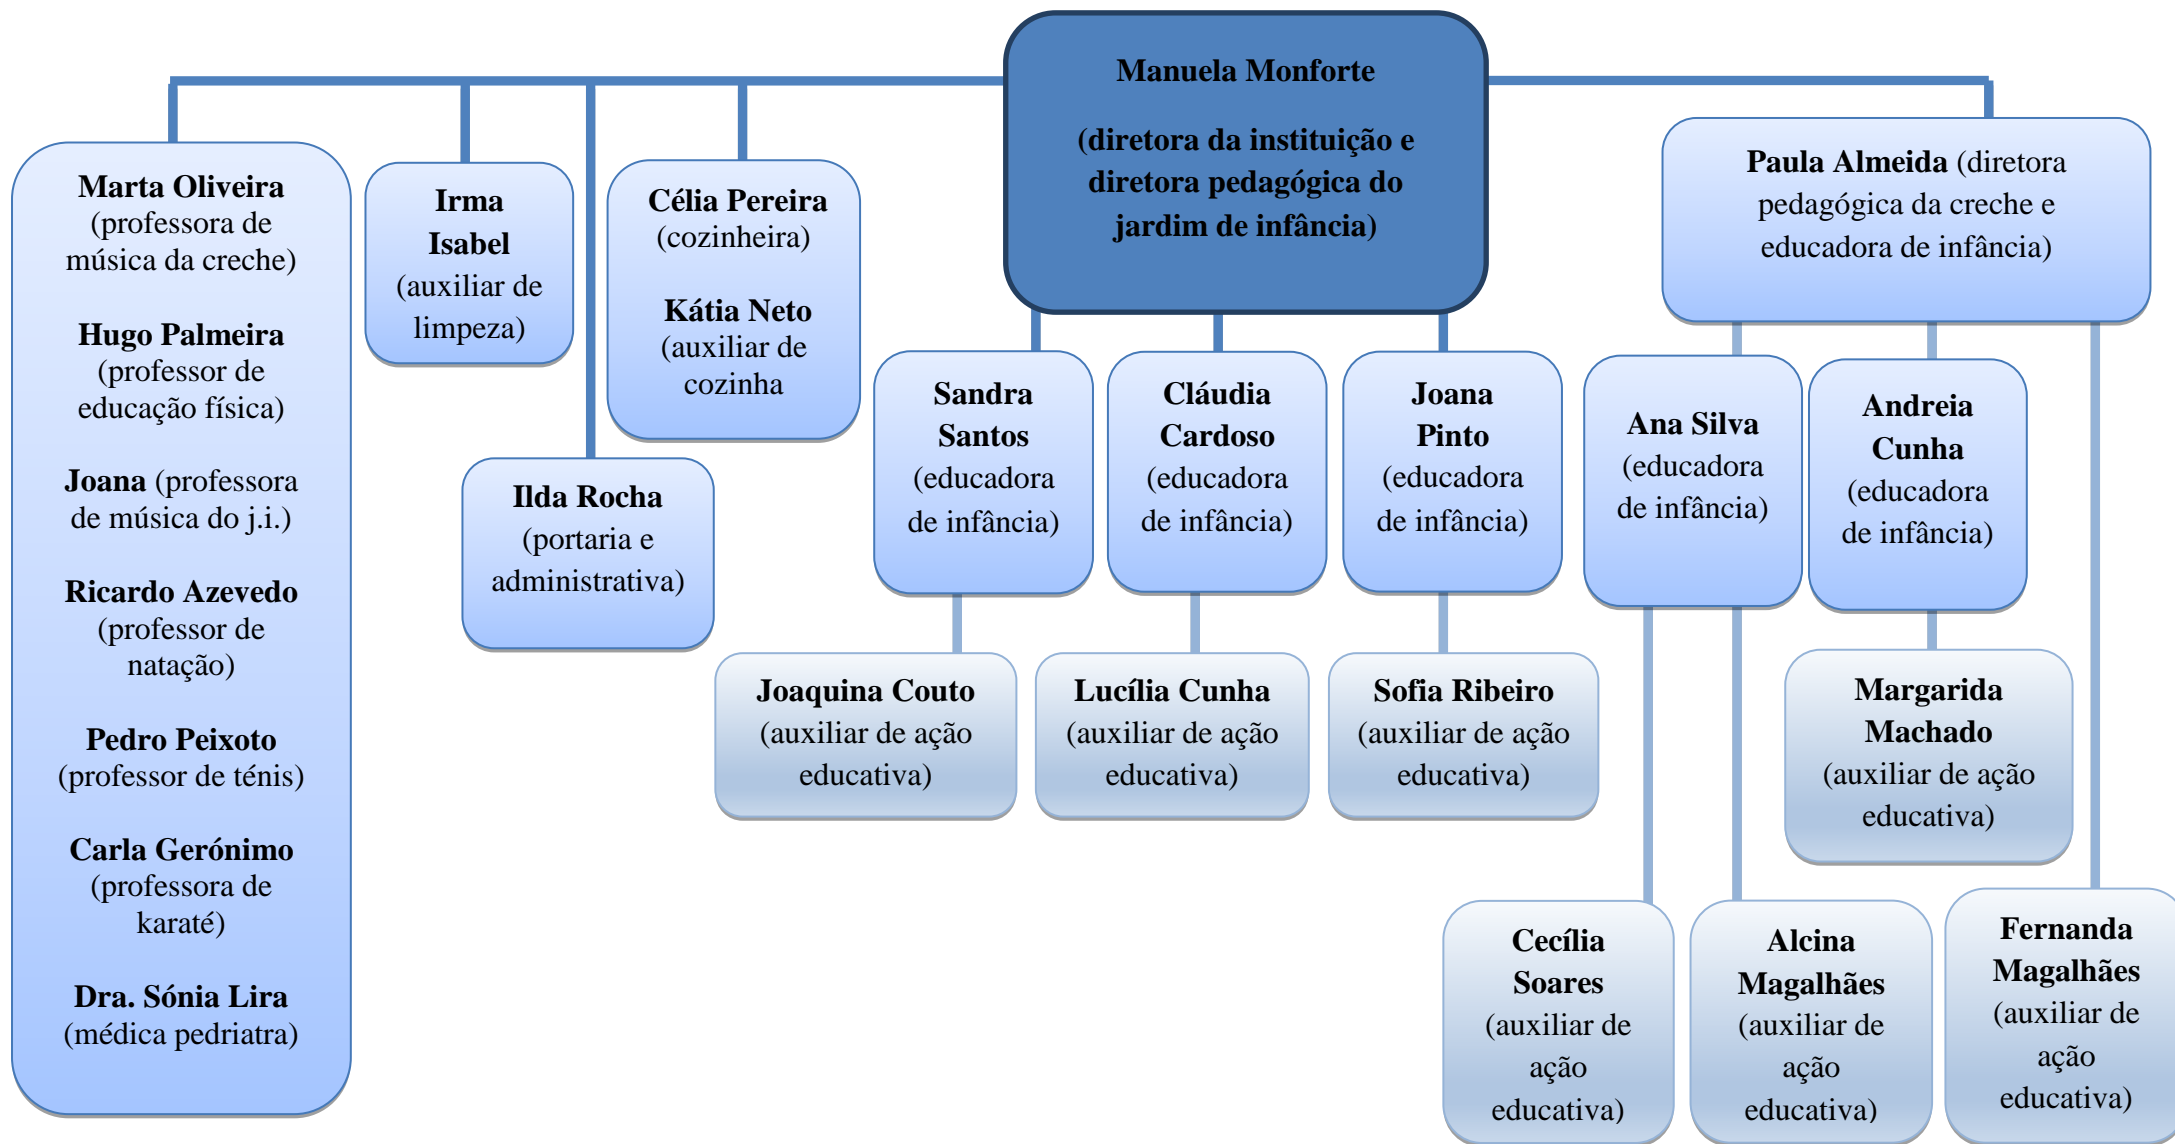 Manuela Monforte
(diretora da instituição e
diretora pedagógica do
jardim de infância)
Marta Oliveira
(professora de
música da creche)
Hugo Palmeira
(professor de
educação física)
Joana (professora
de música do j.i.)
Ricardo Azevedo
(professor de
natação)
Pedro Peixoto
(professor de ténis)
Carla Gerónimo
(professora de
karaté)
Dra. Sónia Lira
(médica pedriatra)
Irma
Isabel
(auxiliar de
limpeza)
Ilda Rocha
(portaria e
administrativa)
Célia Pereira
(cozinheira)
Kátia Neto
(auxiliar de
cozinha
Paula Almeida (diretora
pedagógica da creche e
educadora de infância)
Sandra
Santos
(educadora
de infância)
Cláudia
Cardoso
(educadora
de infância)
Joana
Pinto
(educadora
de infância)
Ana Silva
(educadora
de infância)
Andreia
Cunha
(educadora
de infância)
Joaquina Couto
(auxiliar de ação
educativa)
Lucília Cunha
(auxiliar de ação
educativa)
Sofia Ribeiro
(auxiliar de ação
educativa)
Margarida
Machado
(auxiliar de ação
educativa)
Cecília
Soares
(auxiliar de
ação
educativa)
Alcina
Magalhães
(auxiliar de
ação
educativa)
Fernanda
Magalhães
(auxiliar de
ação
educativa)